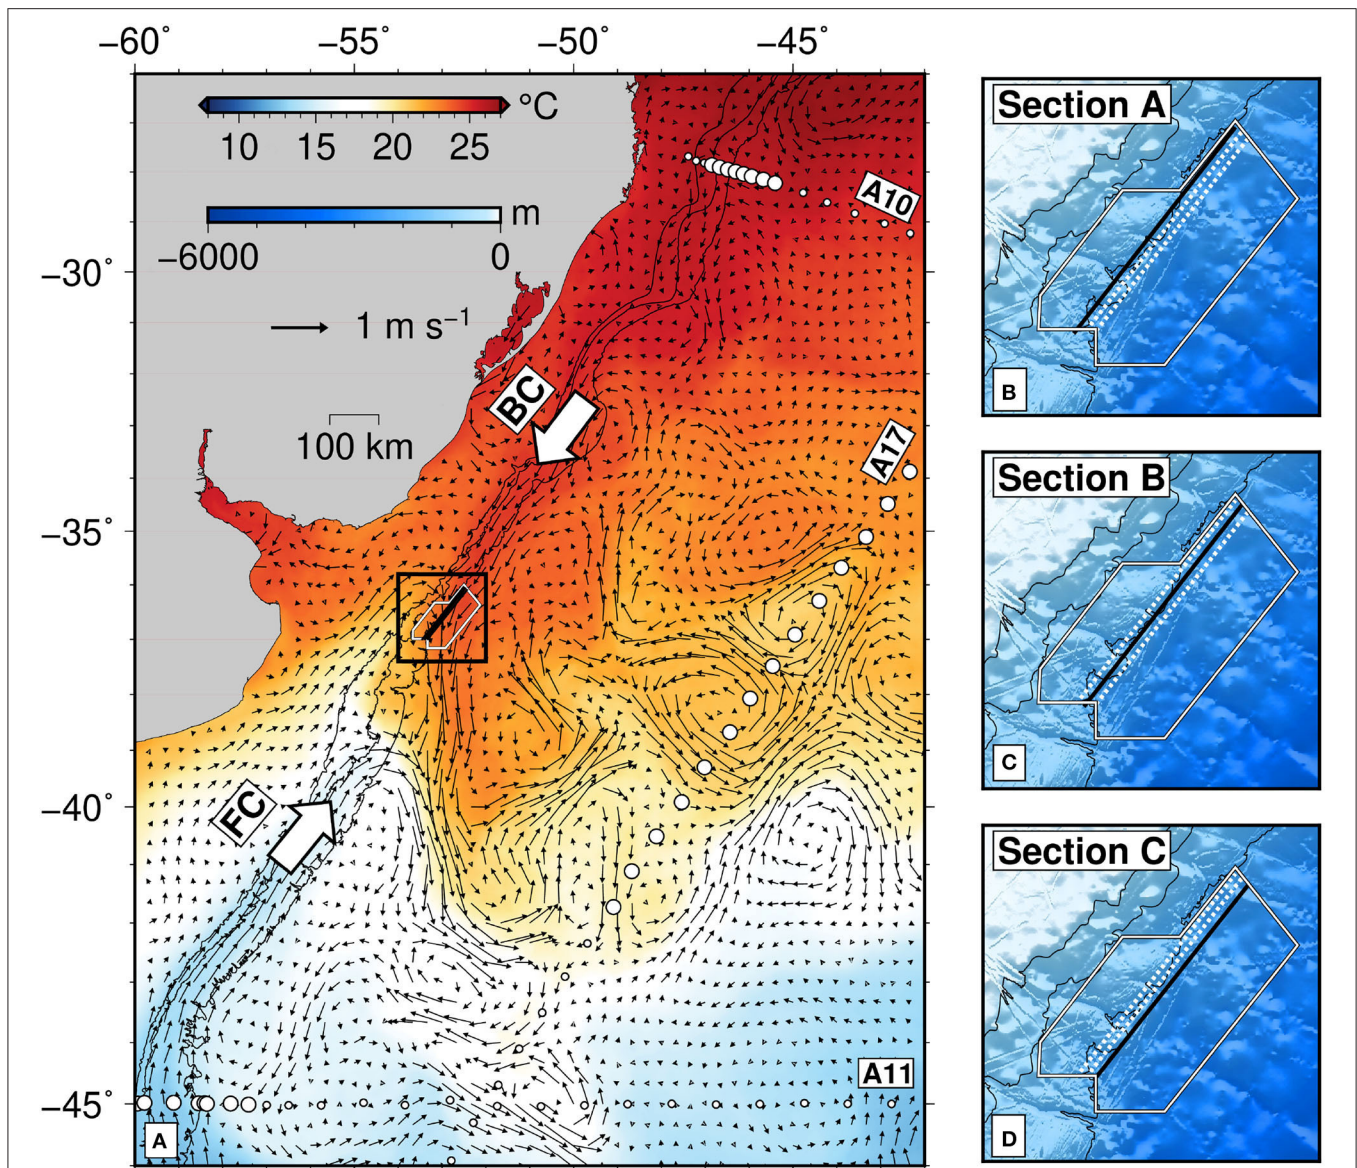 −60° −55° −50° −45°
°C
10 15 20 25
m
−6000 0
1 m s⁻¹
100 km
BC
FC
A10
A17
A11
−30°
−35°
−40°
−45°
A
Section A
B
Section B
C
Section C
D